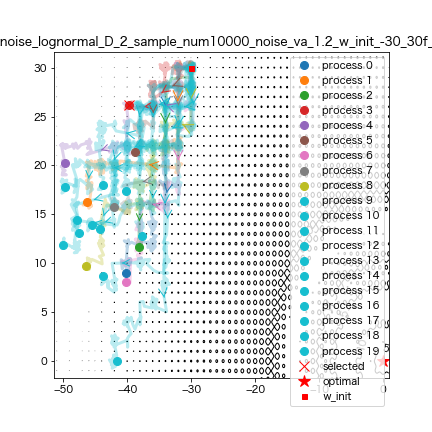 noise_lognormal_D_2_sample_num10000_noise_va_1.2_w_init_-30_30f_
30
25
20
15
10
5
0
-50
-40
-30
-20
-10
0
process 0
process 1
process 2
process 3
process 4
process 5
process 6
process 7
process 8
process 9
process 10
process 11
process 12
process 13
process 14
process 15
process 16
process 17
process 18
process 19
selected
optimal
w_init